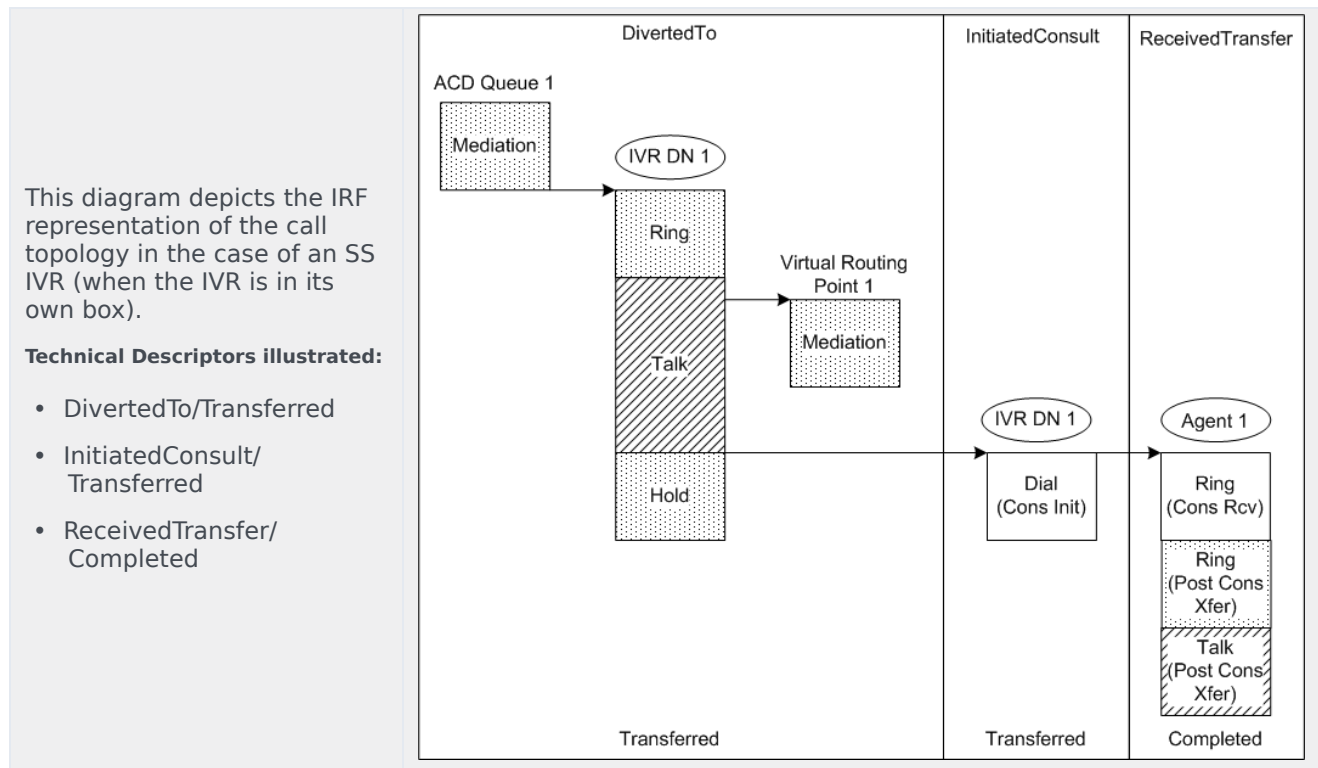 This diagram depicts the IRF
representation of the call
topology in the case of an SS
IVR (when the IVR is in its
own box).
Technical Descriptors illustrated:
• DivertedTo/Transferred
• InitiatedConsult/
Transferred
• ReceivedTransfer/
Completed
DivertedTo
InitiatedConsult
ReceivedTransfer
ACD Queue 1
Mediation
IVR DN 1
Ring
Virtual Routing
Point 1
Mediation
Talk
IVR DN 1
Agent 1
Hold
Dial
(Cons Init)
Ring
(Cons Rcv)
Ring
(Post Cons
Xfer)
Talk
(Post Cons
Xfer)
Transferred
Transferred
Completed